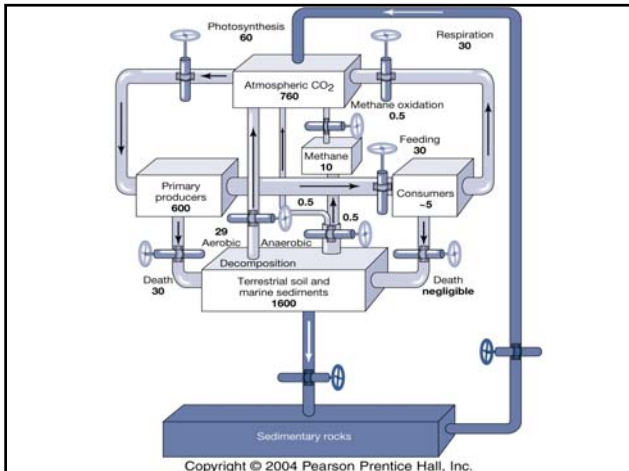 Photosynthesis
60
Respiration
30
Atmospheric CO2
760
Methane oxidation
0.5
Feeding
30
Methane
10
Primary
producers
600
Consumers
~5
0.5
0.5
29
Aerobic
Anaerobic
Decomposition
Death
30
Terrestrial soil and
marine sediments
1600
Death
negligible
Sedimentary rocks
Copyright © 2004 Pearson Prentice Hall, Inc.